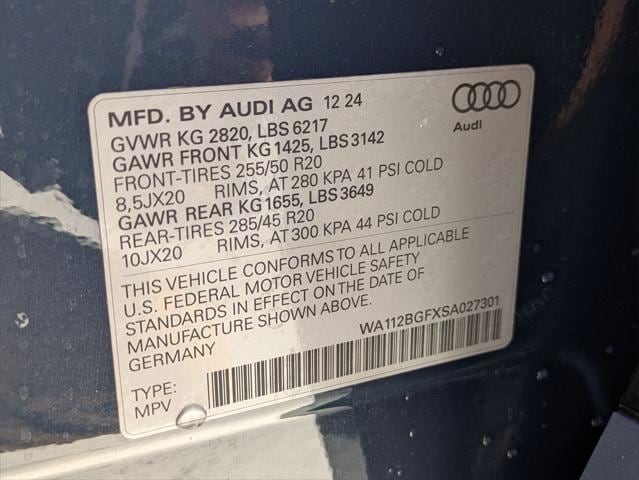 MFD. BY AUDI AG 12 24
GVWR KG 2820, LBS 6217
GAWR FRONT KG 1425, LBS 3142
FRONT-TIRES 255/50 R20
8,5JX20 RIMS, AT 280 KPA 41 PSI COLD
GAWR REAR KG 1655, LBS 3649
REAR-TIRES 285/45 R20
10JX20 RIMS, AT 300 KPA 44 PSI COLD
Audi
THIS VEHICLE CONFORMS TO ALL APPLICABLE
U.S. FEDERAL MOTOR VEHICLE SAFETY
STANDARDS IN EFFECT ON THE DATE OF
MANUFACTURE SHOWN ABOVE.
GERMANY
WA112BGFXSA027301
TYPE:
MPV